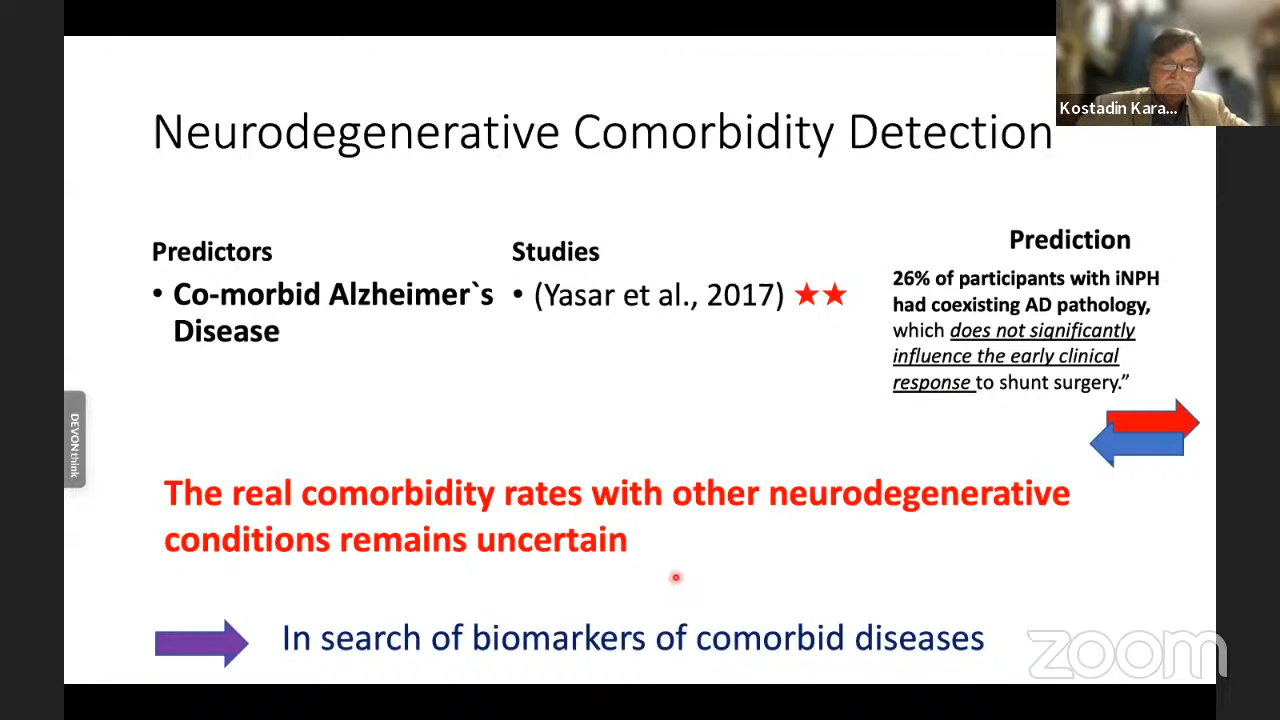 Kostadin Kara...
Neurodegenerative Comorbidity Detection
Predictors
• Co-morbid Alzheimer`s
Disease
Studies
• (Yasar et al., 2017) ★★
Prediction
26% of participants with iNPH
had coexisting AD pathology,
which does not significantly
influence the early clinical
response to shunt surgery.”
DEVONthink
The real comorbidity rates with other neurodegenerative
conditions remains uncertain
In search of biomarkers of comorbid diseases
zoom